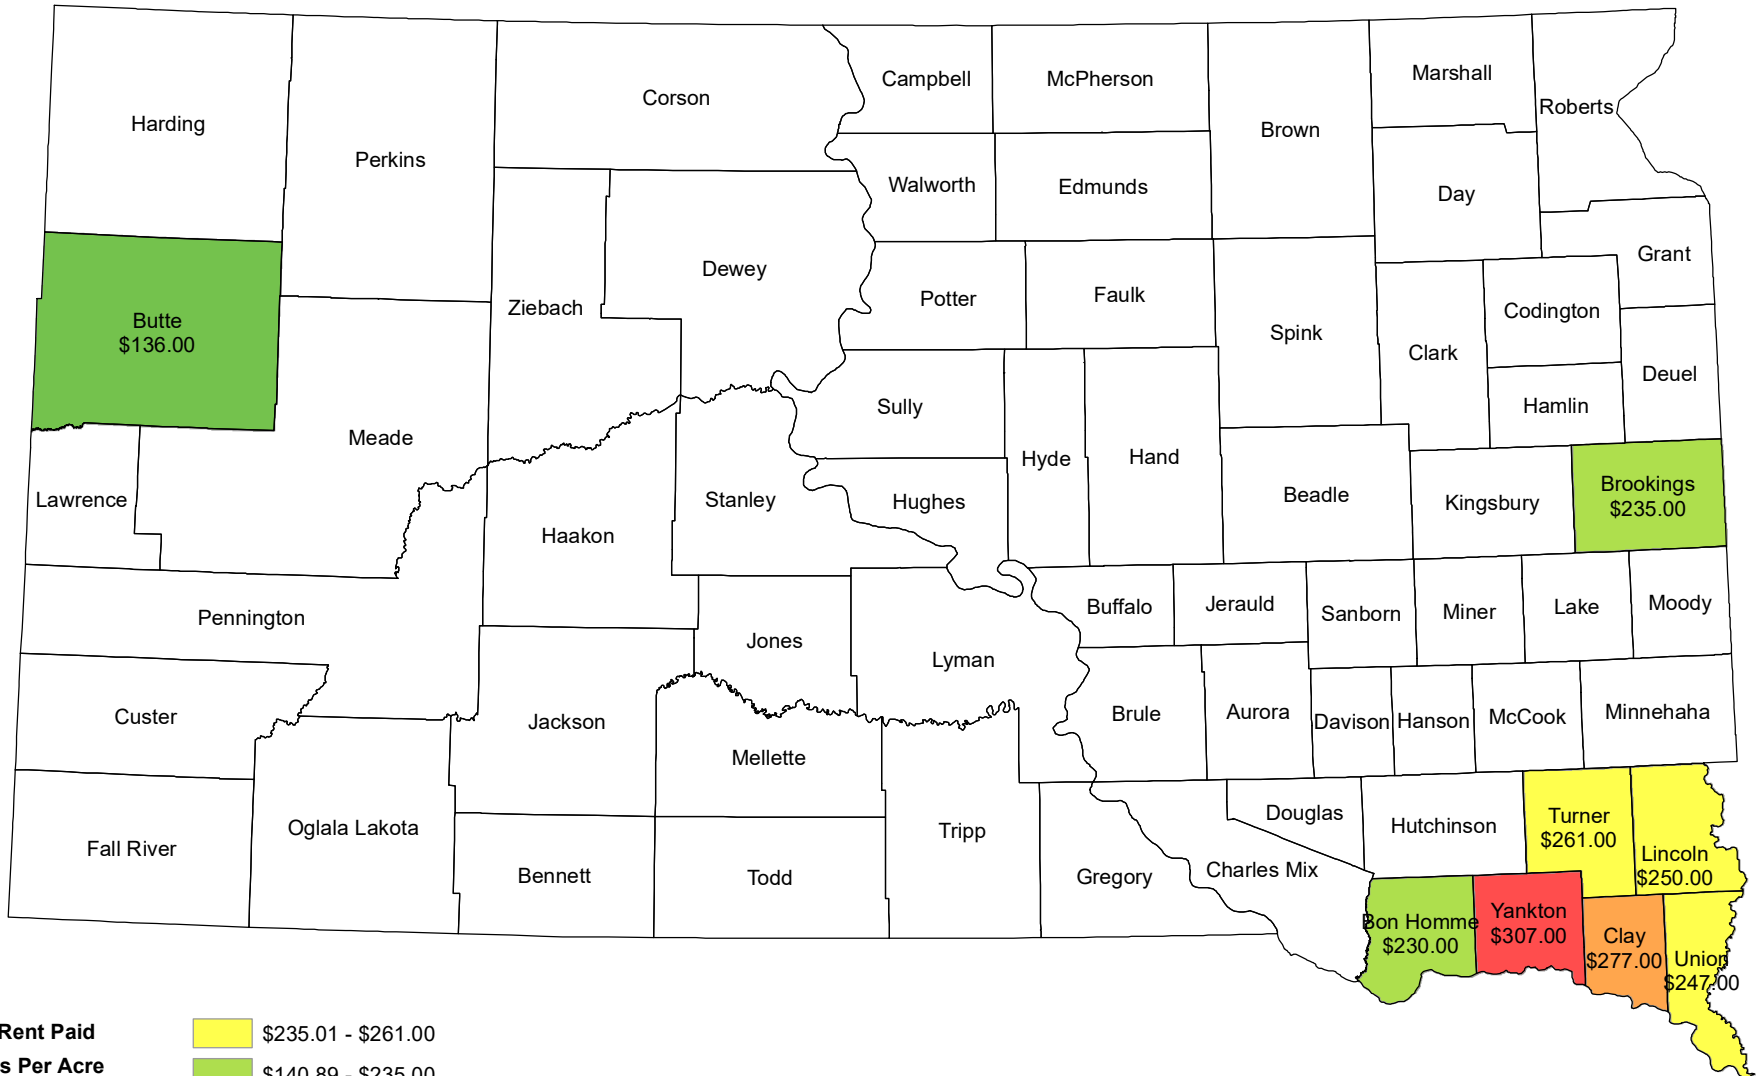 Harding
Perkins
Corson
Campbell
McPherson
Brown
Marshall
Roberts
Walworth
Edmunds
Day
Dewey
Ziebach
Potter
Faulk
Spink
Grant
Codington
Clark
Deuel
Hamlin
Butte
$136.00
Meade
Sully
Hyde
Hand
Beadle
Kingsbury
Brookings
$235.00
Lawrence
Haakon
Stanley
Hughes
Pennington
Jones
Lyman
Buffalo
Jerauld
Sanborn
Miner
Lake
Moody
Custer
Jackson
Mellette
Brule
Aurora
Davison
Hanson
McCook
Minnehaha
Fall River
Oglala Lakota
Bennett
Todd
Tripp
Gregory
Charles Mix
Douglas
Hutchinson
Turner
$261.00
Lincoln
$250.00
Bon Homme
$230.00
Yankton
$307.00
Clay
$277.00
Union
$247.00
Rent Paid
$235.01 - $261.00
s Per Acre
$140.89 - $235.00